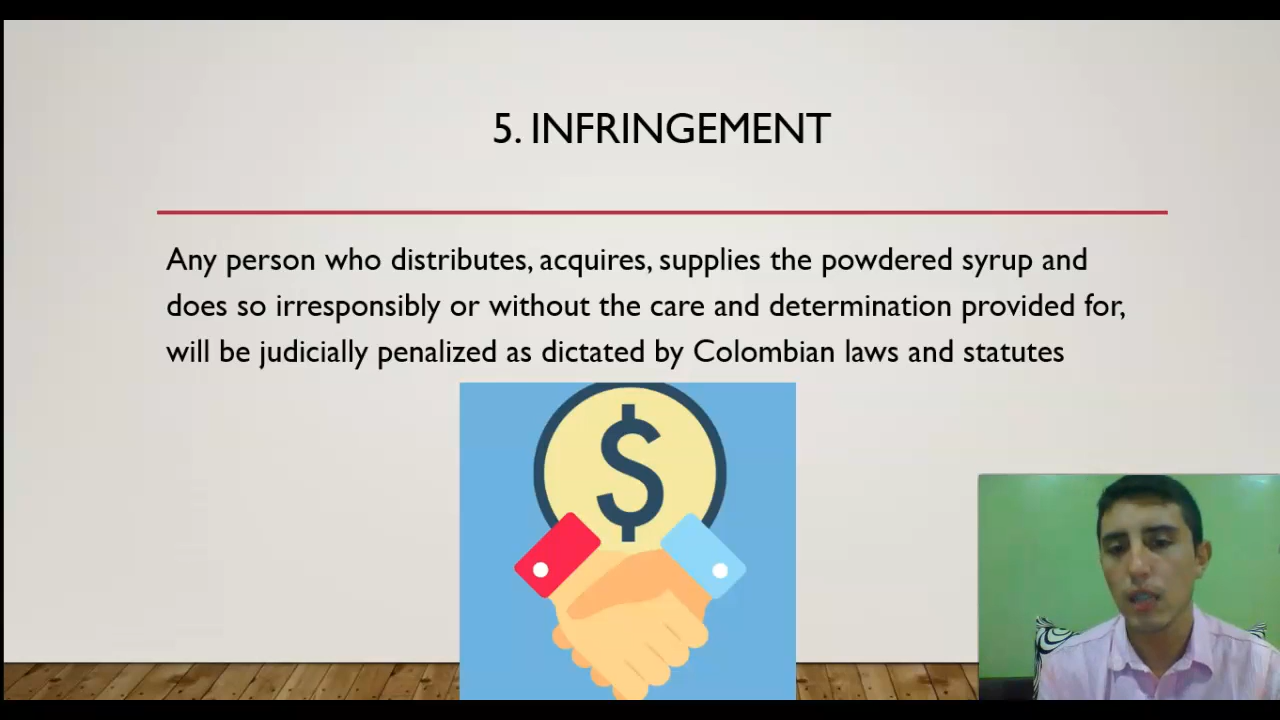 5. INFRINGEMENT
Any person who distributes, acquires, supplies the powdered syrup and
does so irresponsibly or without the care and determination provided for,
will be judicially penalized as dictated by Colombian laws and statutes
$